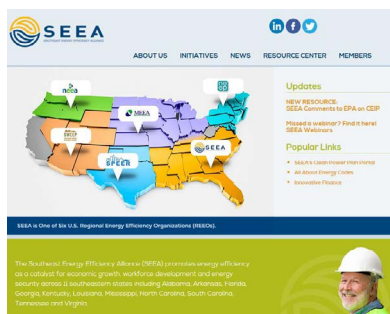 SEEA
SOUTHEAST ENERGY EFFICIENCY ALLIANCE
ABOUT US INITIATIVES NEWS RESOURCE CENTER MEMBERS
neea
MEEA
SWEEP
SPEER
SEEA
Updates
NEW RESOURCE:
SEEA Comments to EPA on CEIP
Missed a webinar? Find it here!
SEEA Webinars
Popular Links
SEEA's Clean Power Plan Portal
All About Energy Codes
Innovative Finance
SEEA is One of Six U.S. Regional Energy Efficiency Organizations (REEOs).
The Southeast Energy Efficiency Alliance (SEEA) promotes energy efficiency
as a catalyst for economic growth, workforce development and energy
security across 11 southeastern states including Alabama, Arkansas, Florida,
Georgia, Kentucky, Louisiana, Mississippi, North Carolina, South Carolina,
Tennessee and Virginia.